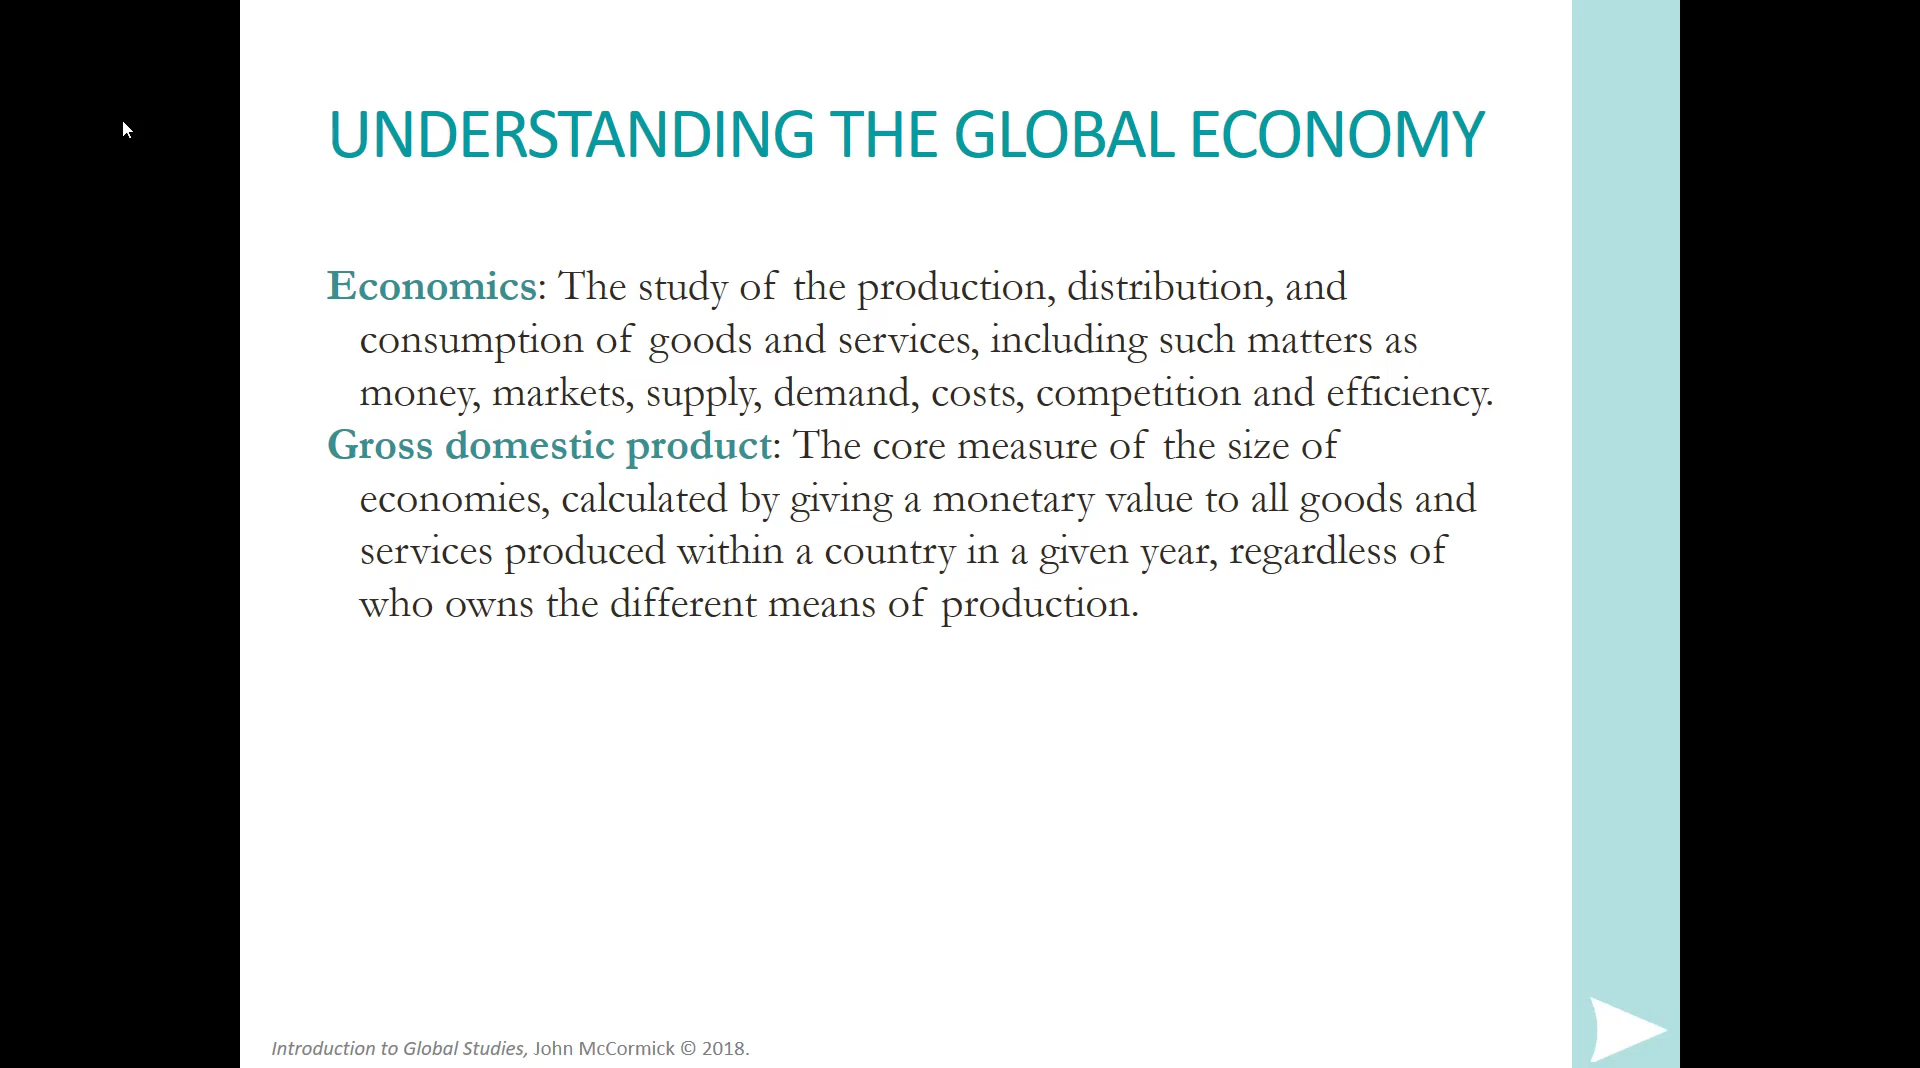 UNDERSTANDING THE GLOBAL ECONOMY
Economics: The study of the production, distribution, and
consumption of goods and services, including such matters as
money, markets, supply, demand, costs, competition and efficiency.
Gross domestic product: The core measure of the size of
economies, calculated by giving a monetary value to all goods and
services produced within a country in a given year, regardless of
who owns the different means of production.
Introduction to Global Studies, John McCormick © 2018.